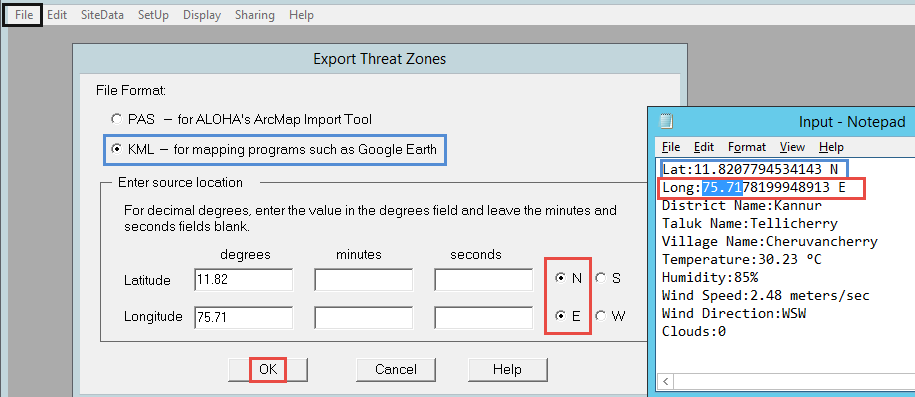 File Edit SiteData SetUp Display Sharing Help
Export Threat Zones
File Format:
PAS – for ALOHA's ArcMap Import Tool
KML – for mapping programs such as Google Earth
Enter source location
For decimal degrees, enter the value in the degrees field and leave the minutes and
seconds fields blank.
degrees minutes seconds
Latitude 11.82 N S
Longitude 75.71 E W
OK Cancel Help
Input - Notepad
File Edit Format View Help
Lat:11.8207794534143 N
Long:75.7178199948913 E
District Name:Kannur
Taluk Name:Tellicherry
Village Name:Cheruvancherry
Temperature:30.23 ºC
Humidity:85%
Wind Speed:2.48 meters/sec
Wind Direction:WSW
Clouds:0